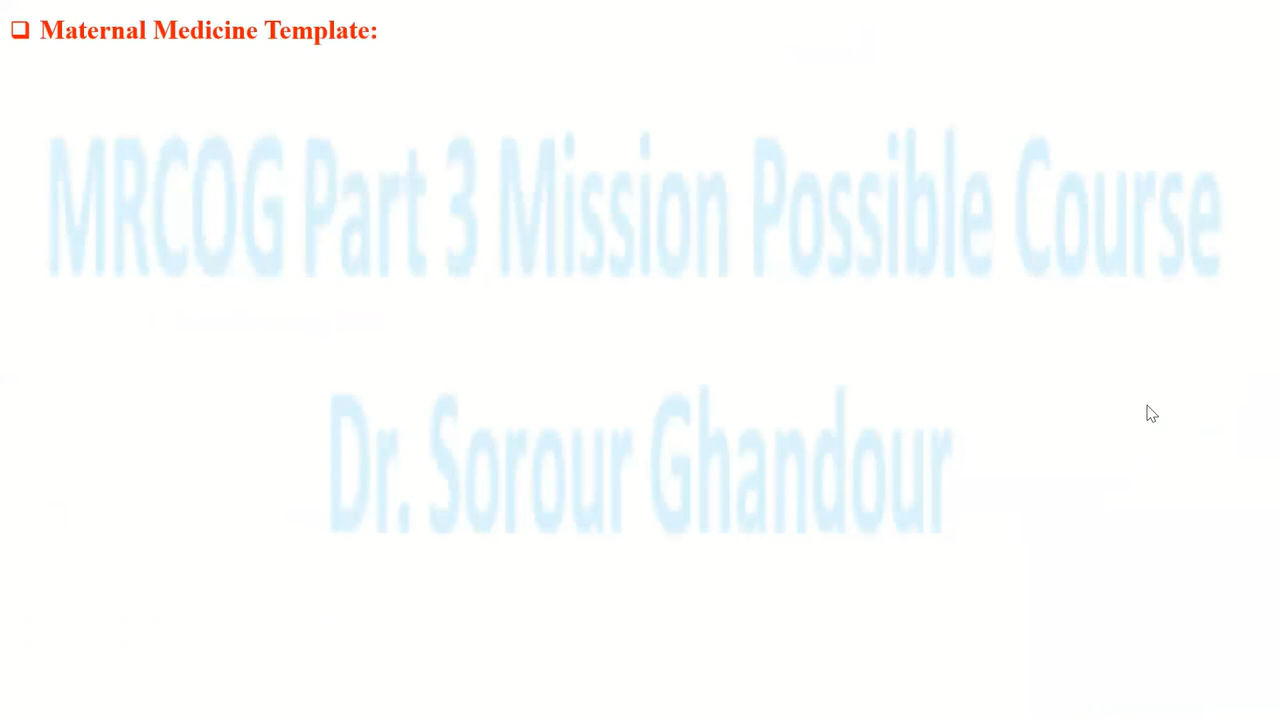 ❑ Maternal Medicine Template:
MRCOG Part 3 Mission Possible Course
Dr. Sorour Ghandour